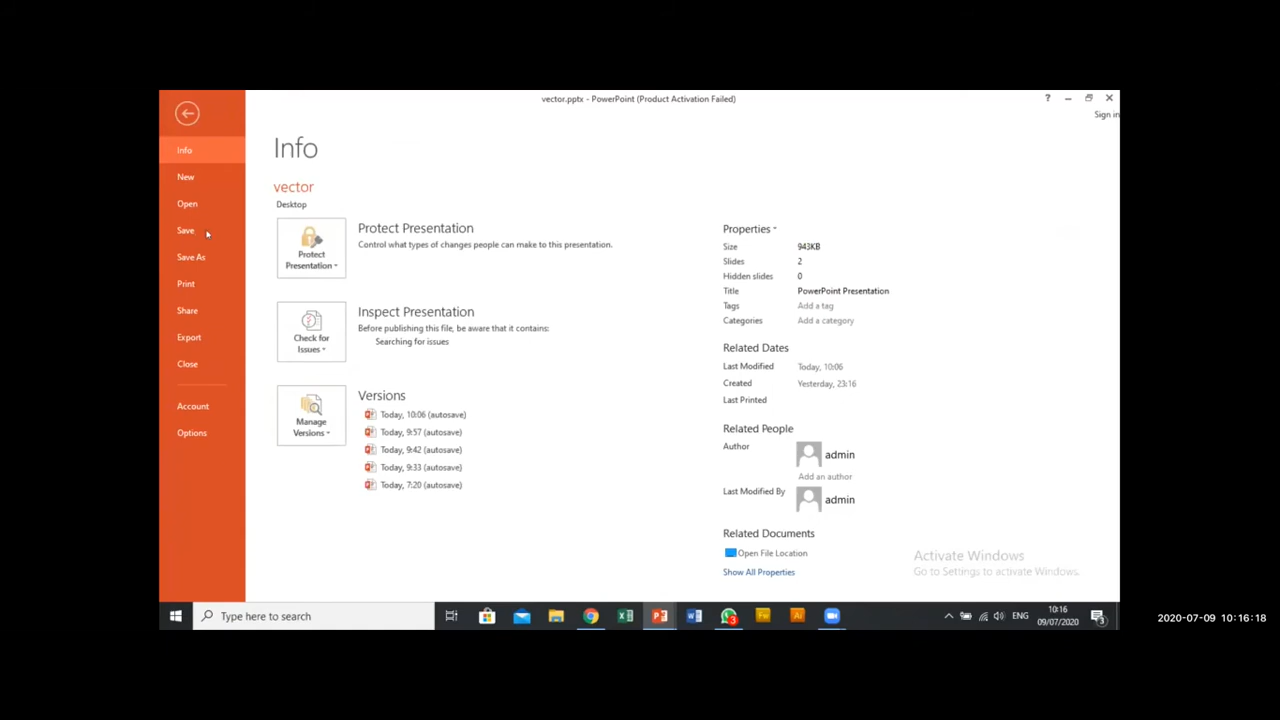 vector.pptx - PowerPoint (Product Activation Failed)
?
Sign in
Info
New
Open
Save
Save As
Print
Share
Export
Close
Account
Options
Info
vector
Desktop
Protect Presentation
Protect Presentation
Control what types of changes people can make to this presentation.
Check for Issues
Inspect Presentation
Before publishing this file, be aware that it contains:
Searching for issues
Manage Versions
Versions
Today, 10:06 (autosave)
Today, 9:57 (autosave)
Today, 9:42 (autosave)
Today, 9:33 (autosave)
Today, 7:20 (autosave)
Properties
Size 943KB
Slides 2
Hidden slides 0
Title PowerPoint Presentation
Tags Add a tag
Categories Add a category
Related Dates
Last Modified Today, 10:06
Created Yesterday, 23:16
Last Printed
Related People
Author admin
Add an author
Last Modified By admin
Related Documents
Open File Location
Show All Properties
Activate Windows
Go to Settings to activate Windows.
Type here to search
3
Fw
Ai
ENG
10:16
09/07/2020
3
2020-07-09 10:16:18